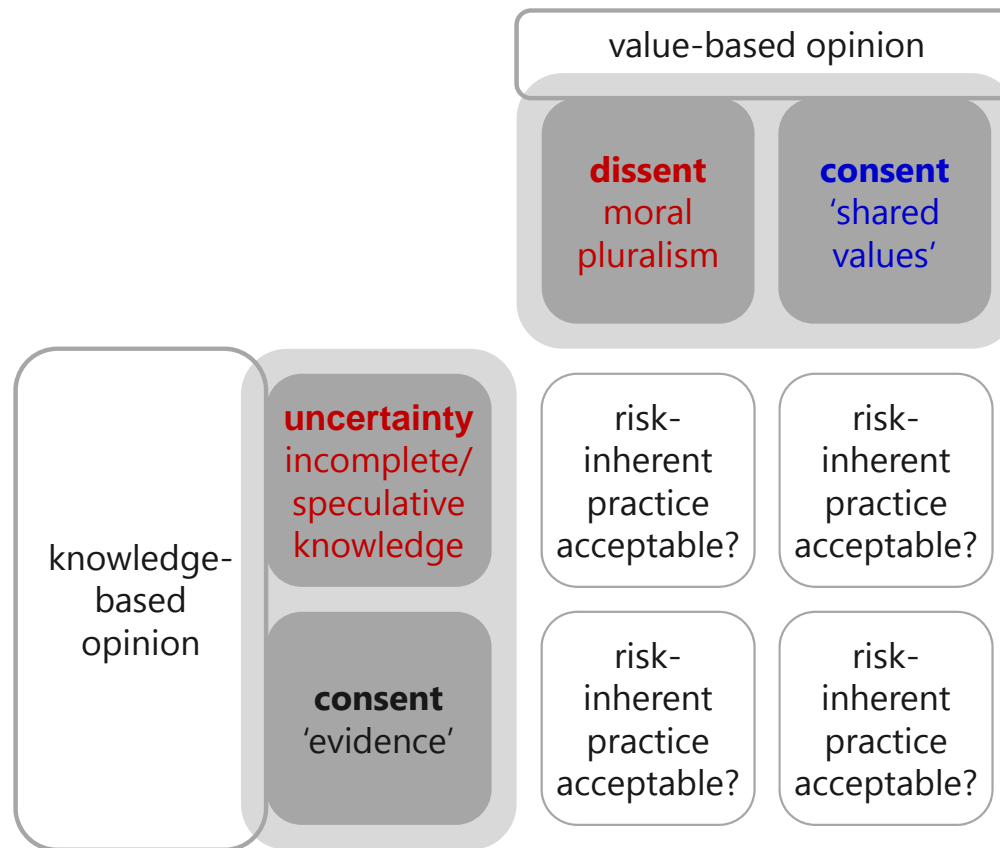 value-based opinion
dissent
moral
pluralism
consent
‘shared
values’
knowledge-
based
opinion
uncertainty
incomplete/
speculative
knowledge
risk-
inherent
practice
acceptable?
risk-
inherent
practice
acceptable?
consent
‘evidence’
risk-
inherent
practice
acceptable?
risk-
inherent
practice
acceptable?